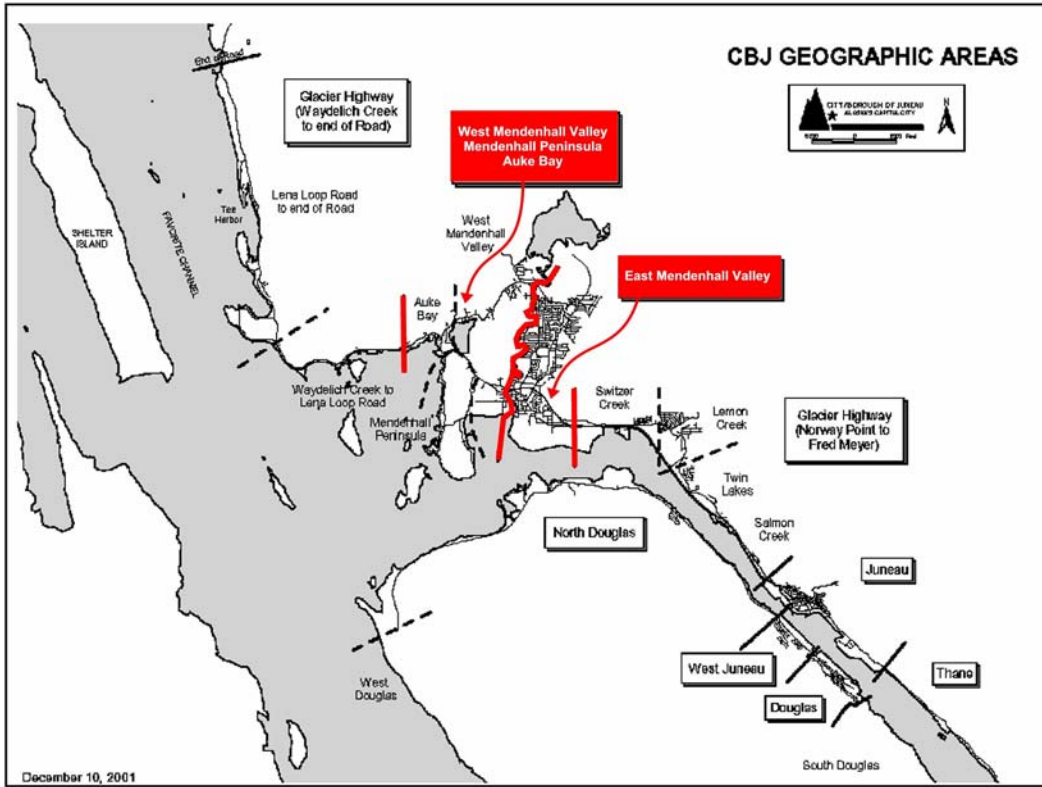 CBJ GEOGRAPHIC AREAS
CITY/BOROUGH OF JUNEAU
ALASKA'S CAPITAL CITY
Feet
N
End of Road
Glacier Highway
(Waydelich Creek
to end of Road)
West Mendenhall Valley
Mendenhall Peninsula
Auke Bay
Lena Loop Road
to end of Road
Tee
Harbor
FAVORITE CHANNEL
SHELTER
ISLAND
West
Mendenhall
Valley
East Mendenhall Valley
Auke
Bay
Waydelich Creek to
Lena Loop Road
Mendenhall
Peninsula
Switzer
Creek
Lemon
Creek
Glacier Highway
(Norway Point to
Fred Meyer)
Twin
Lakes
Salmon
Creek
North Douglas
Juneau
West Juneau
Thane
Douglas
West
Douglas
South Douglas
December 10, 2001